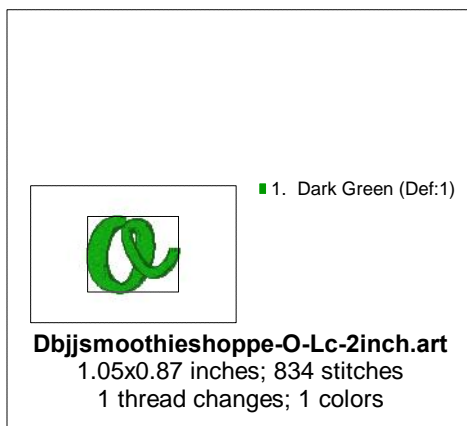 1. Dark Green (Def:1)
o
Dbjjsmoothieshoppe-O-Lc-2inch.art
1.05x0.87 inches; 834 stitches
1 thread changes; 1 colors